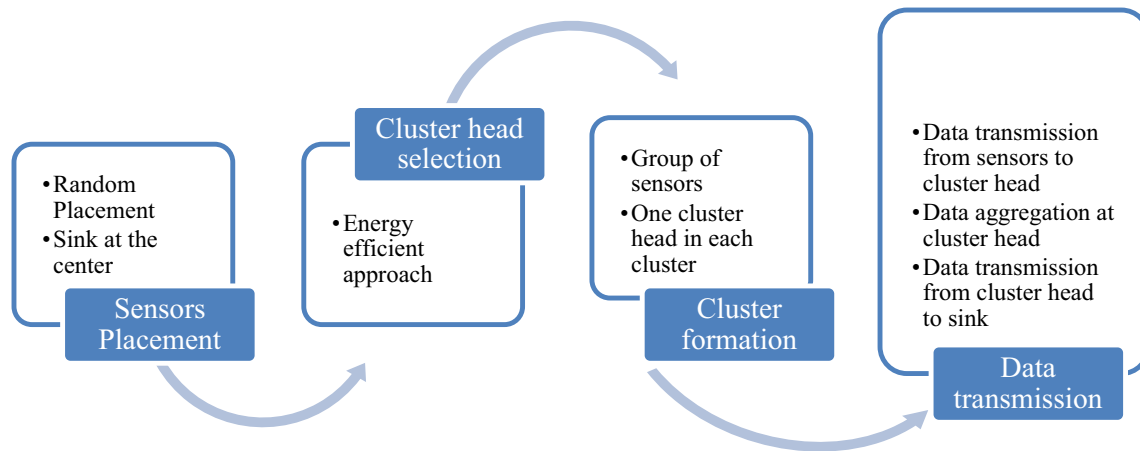 •Random
Placement
•Sink at the
center
Sensors
Placement
Cluster head
selection
•Energy
efficient
approach
•Group of
sensors
•One cluster
head in each
cluster
Cluster
formation
•Data transmission
from sensors to
cluster head
•Data aggregation
at cluster head
•Data transmission
from cluster head
to sink
Data
transmission